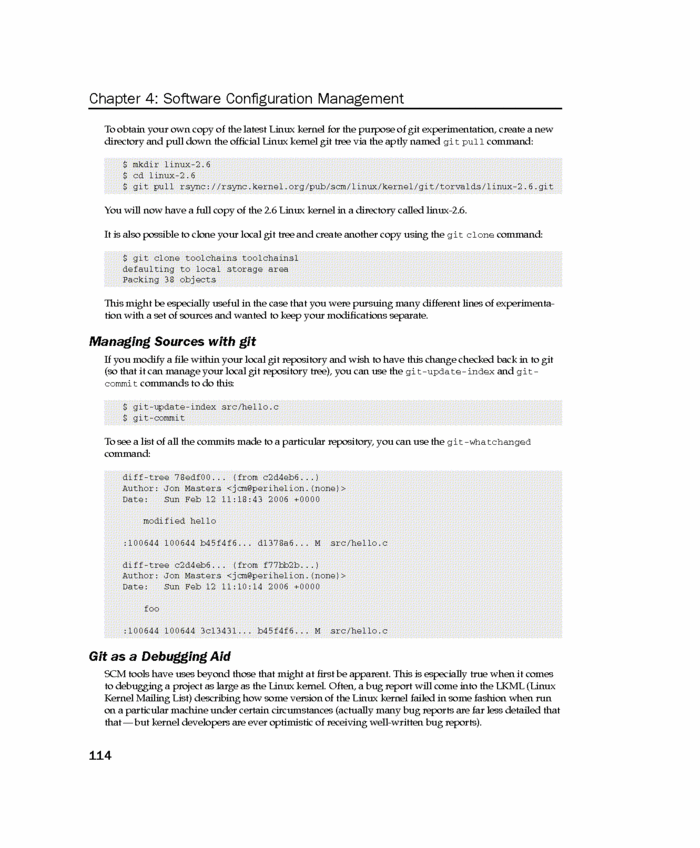 Chapter 4: Software Configuration Management
To obtain your own copy of the latest Linux kernel for the purpose of git experimentation, create a new
directory and pull down the official Linux kernel git tree via the aptly named git pull command:
$ mkdir linux-2.6
$ cd linux-2.6
$ git pull rsync://rsync.kernel.org/pub/scm/linux/kernel/git/torvalds/linux-2.6.git
You will now have a full copy of the 2.6 Linux kernel in a directory called linux-2.6.
It is also possible to clone your local git tree and create another copy using the git clone command:
$ git clone toolchains toolchains1
defaulting to local storage area
Packing 38 objects
This might be especially useful in the case that you were pursuing many different lines of experimenta-
tion with a set of sources and wanted to keep your modifications separate.
Managing Sources with git
If you modify a file within your local git repository and wish to have this change checked back in to git
(so that it can manage your local git repository tree), you can use the git-update-index and git-
commit commands to do this:
$ git-update-index src/hello.c
$ git-commit
To see a list of all the commits made to a particular repository, you can use the git-whatchanged
command:
diff-tree 78edf00... (from c2d4eb6...)
Author: Jon Masters <jcm@perihelion.(none)>
Date:   Sun Feb 12 11:18:43 2006 +0000
modified hello
:100644 100644 b45f4f6... d1378a6... M  src/hello.c
diff-tree c2d4eb6... (from f77bb2b...)
Author: Jon Masters <jcm@perihelion.(none)>
Date:   Sun Feb 12 11:10:14 2006 +0000
foo
:100644 100644 3c13431... b45f4f6... M  src/hello.c
Git as a Debugging Aid
SCM tools have uses beyond those that might at first be apparent. This is especially true when it comes
to debugging a project as large as the Linux kernel. Often, a bug report will come into the LKML (Linux
Kernel Mailing List) describing how some version of the Linux kernel failed in some fashion when run
on a particular machine under certain circumstances (actually many bug reports are far less detailed that
that — but kernel developers are ever optimistic of receiving well-written bug reports).
114